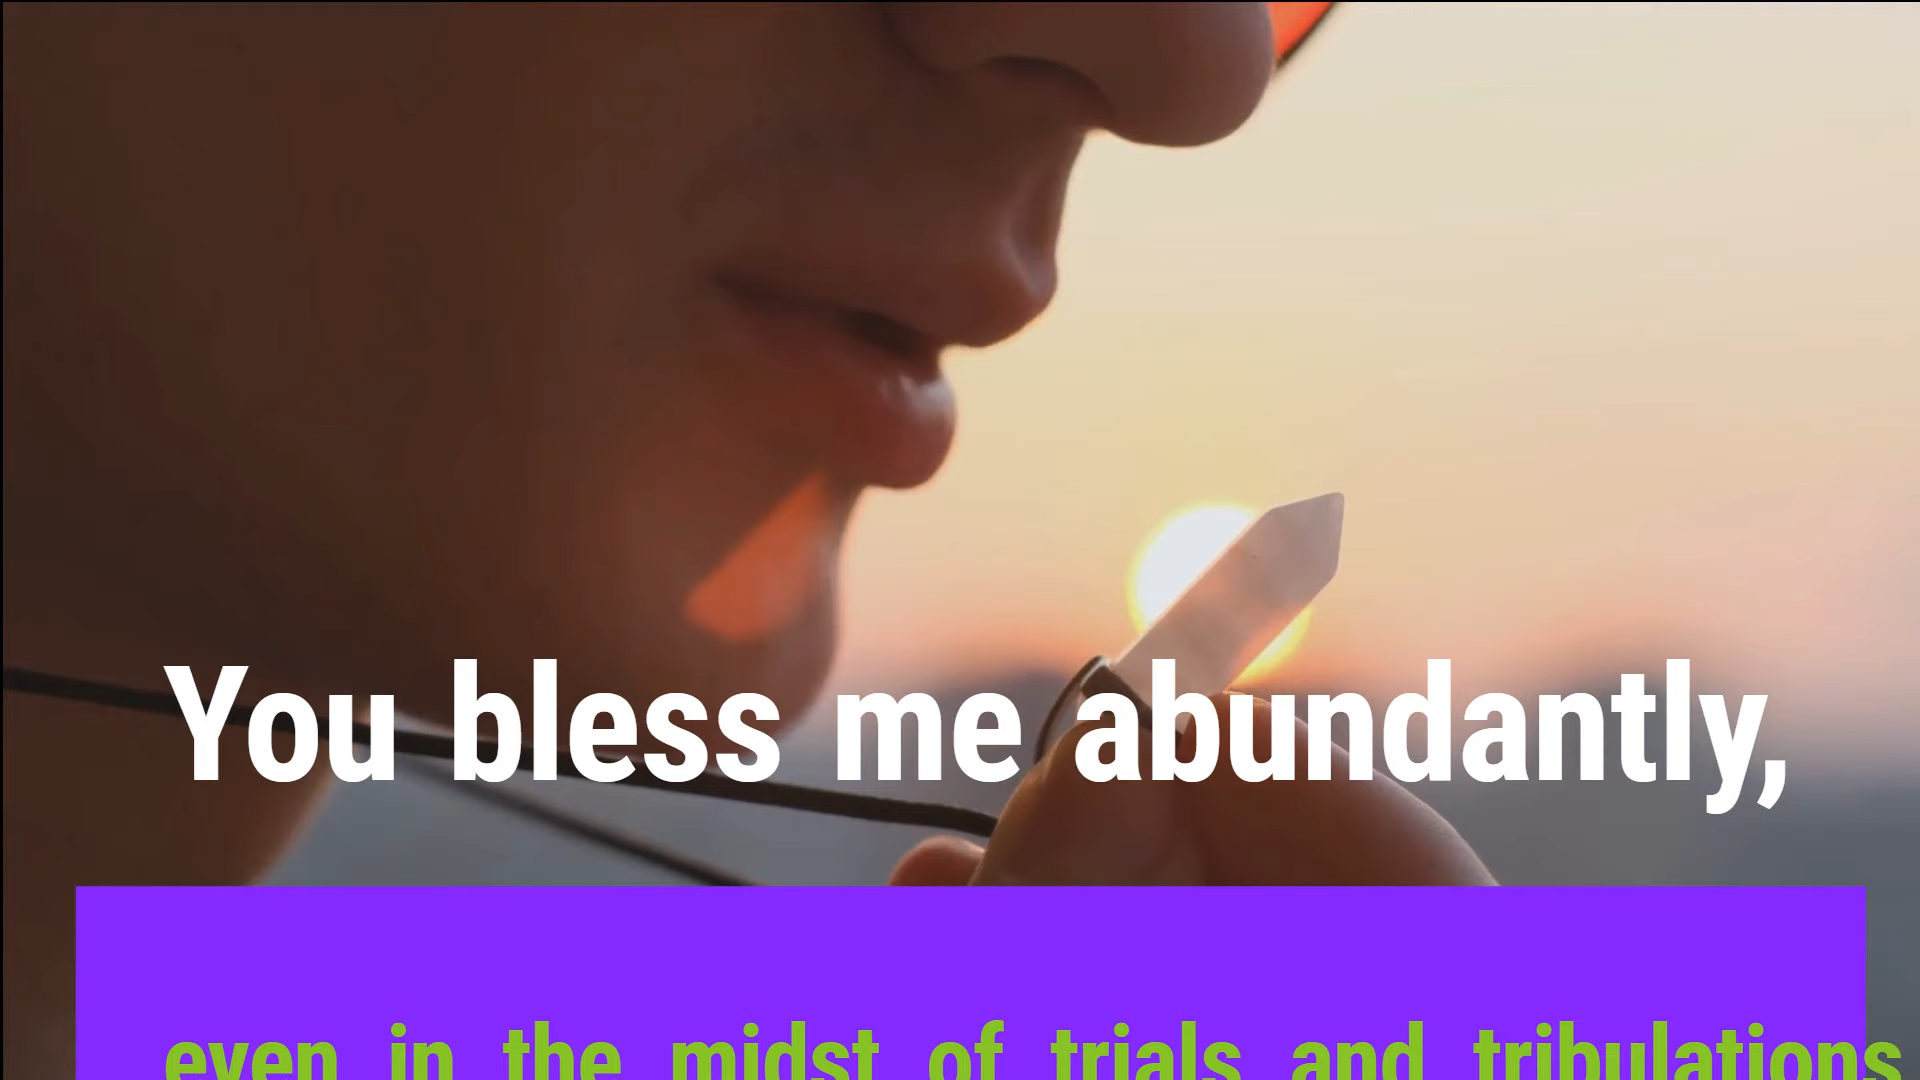 You bless me abundantly,
even in the midst of trials and tribulations